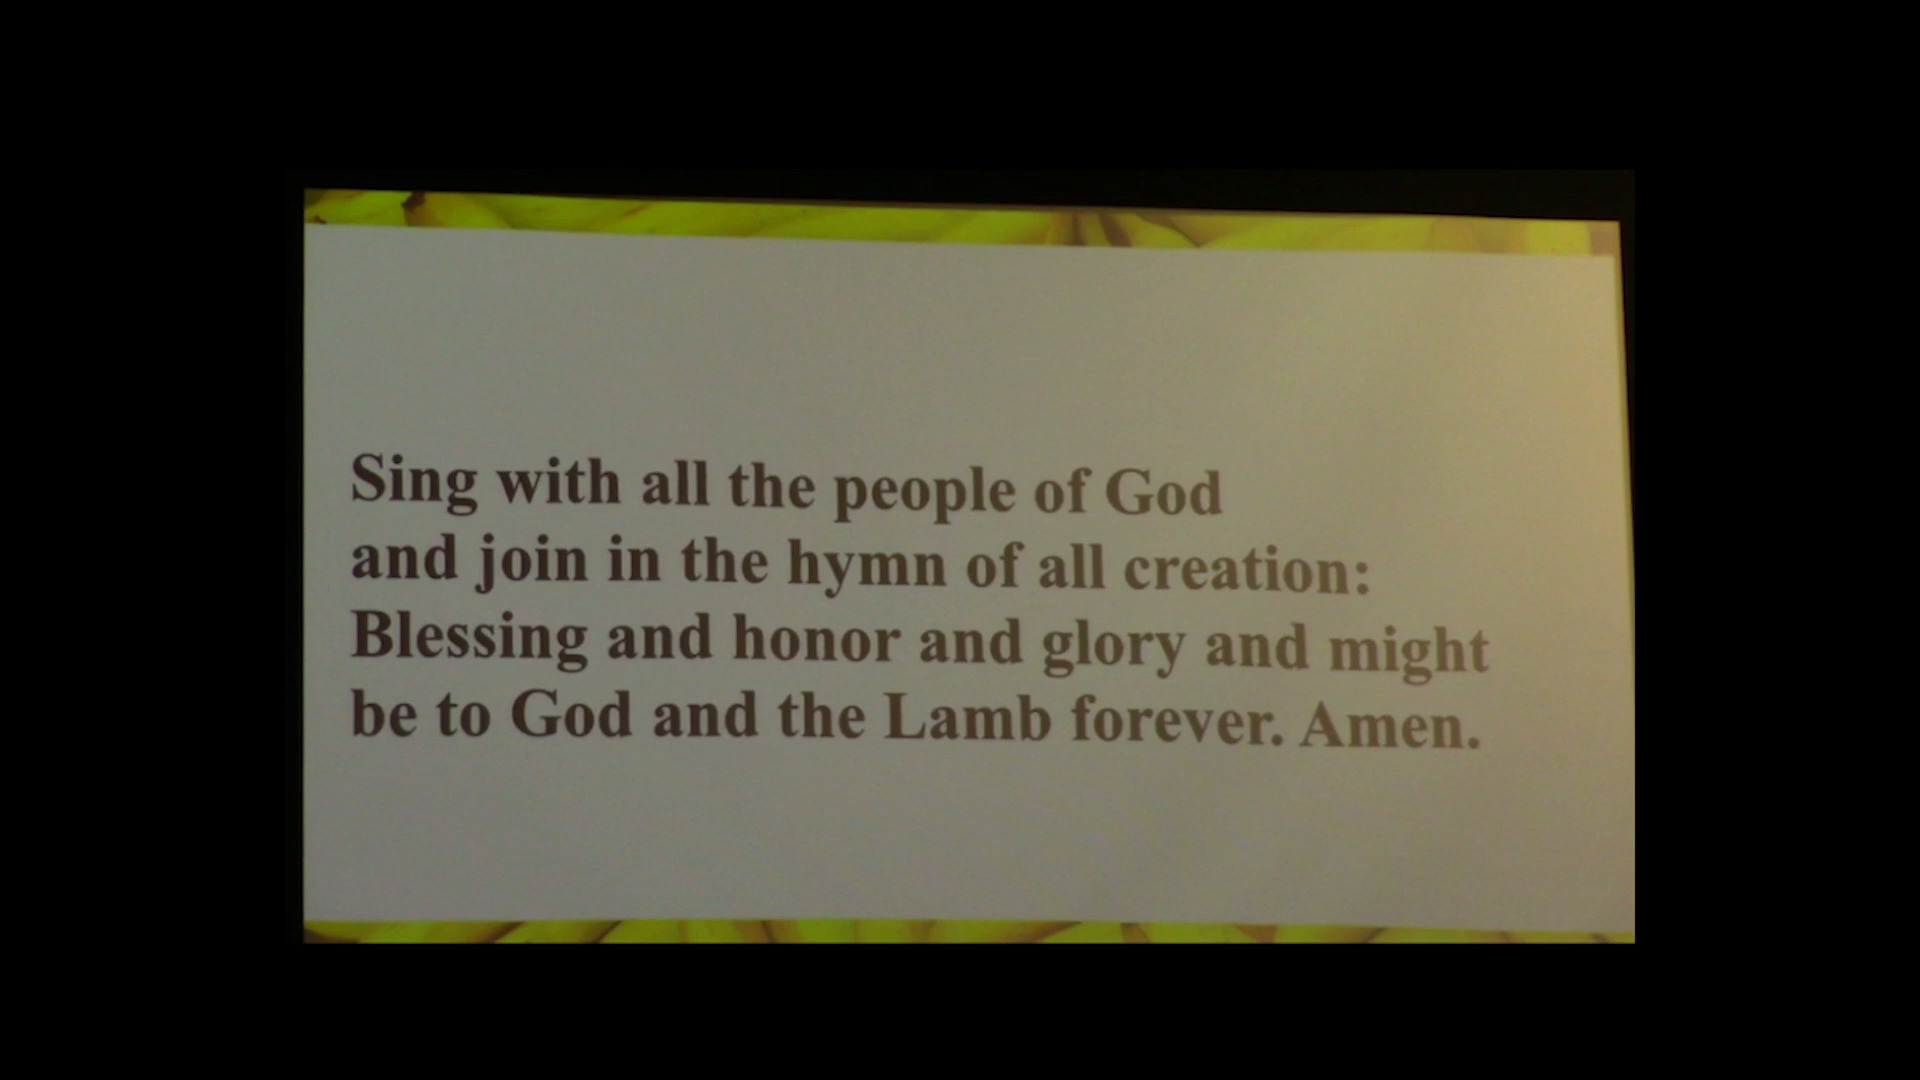 Sing with all the people of God
and join in the hymn of all creation:
Blessing and honor and glory and might
be to God and the Lamb forever. Amen.